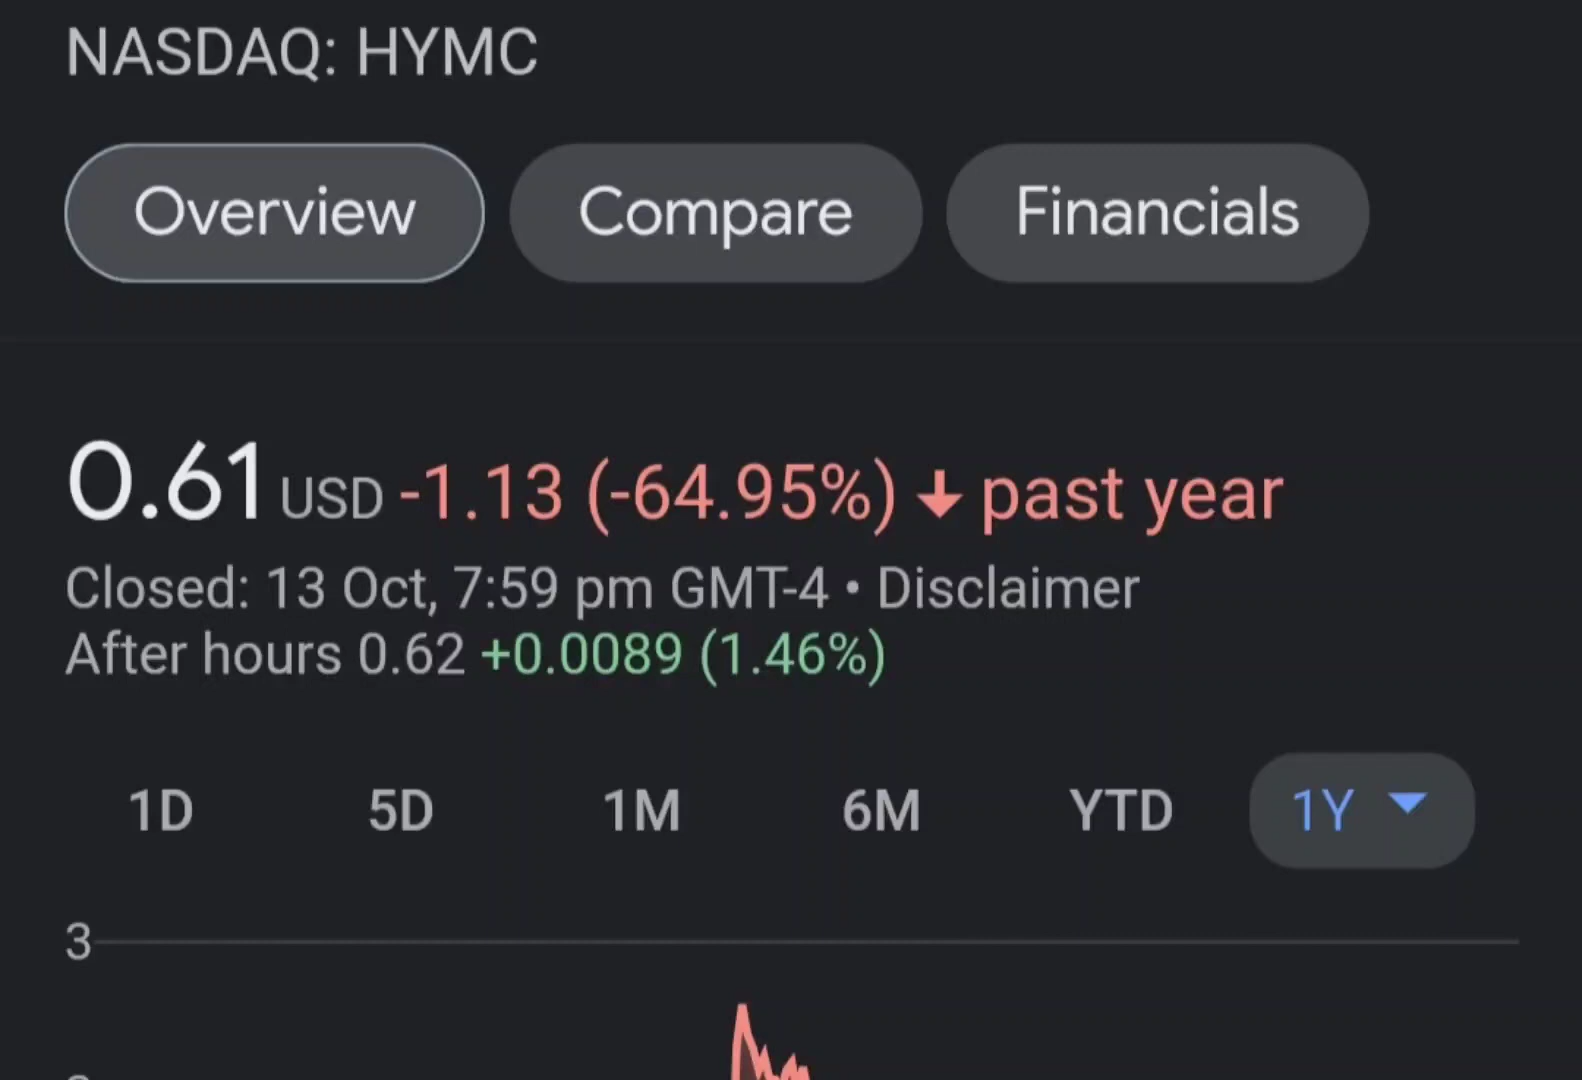 NASDAQ: HYMC
Overview Compare Financials
0.61 USD -1.13 (-64.95%) ↓ past year
Closed: 13 Oct, 7:59 pm GMT-4 • Disclaimer
After hours 0.62 +0.0089 (1.46%)
1D 5D 1M 6M YTD 1Y
3